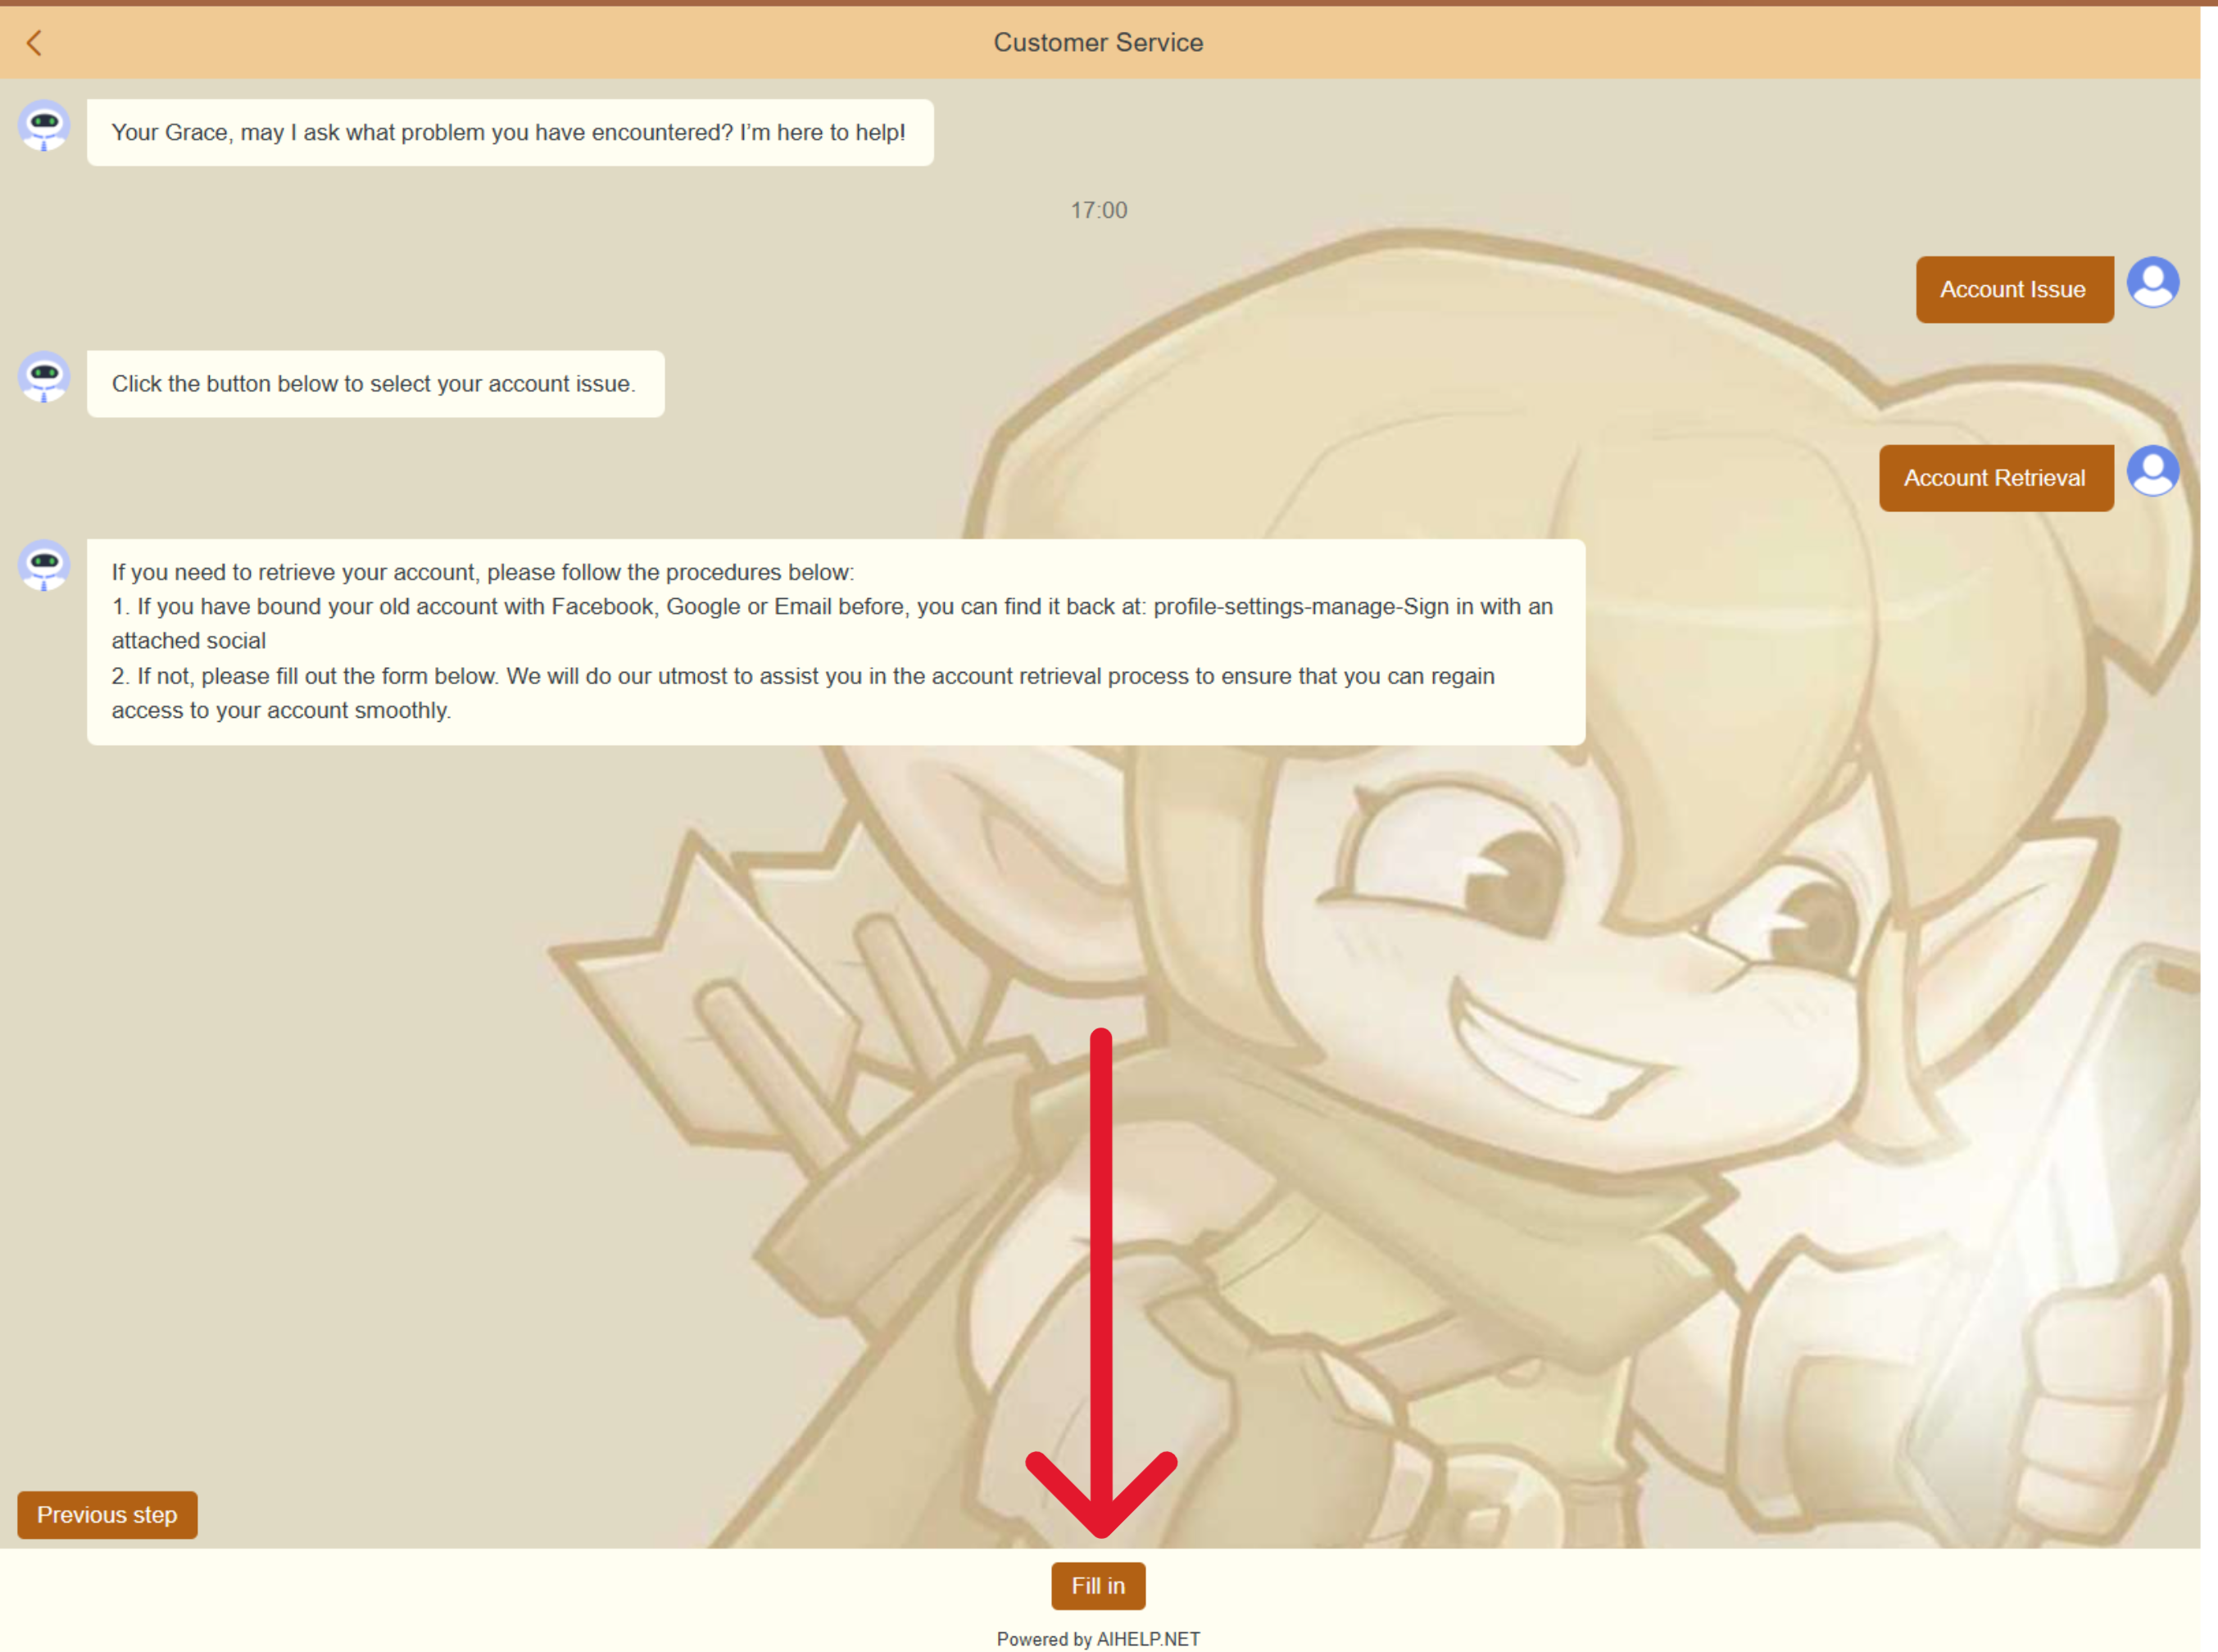 Customer Service
Your Grace, may I ask what problem you have encountered? I'm here to help!
17:00
Account Issue
Click the button below to select your account issue.
Account Retrieval
If you need to retrieve your account, please follow the procedures below:
1. If you have bound your old account with Facebook, Google or Email before, you can find it back at: profile-settings-manage-Sign in with an
attached social
2. If not, please fill out the form below. We will do our utmost to assist you in the account retrieval process to ensure that you can regain
access to your account smoothly.
Previous step
Fill in
Powered by AIHELP.NET